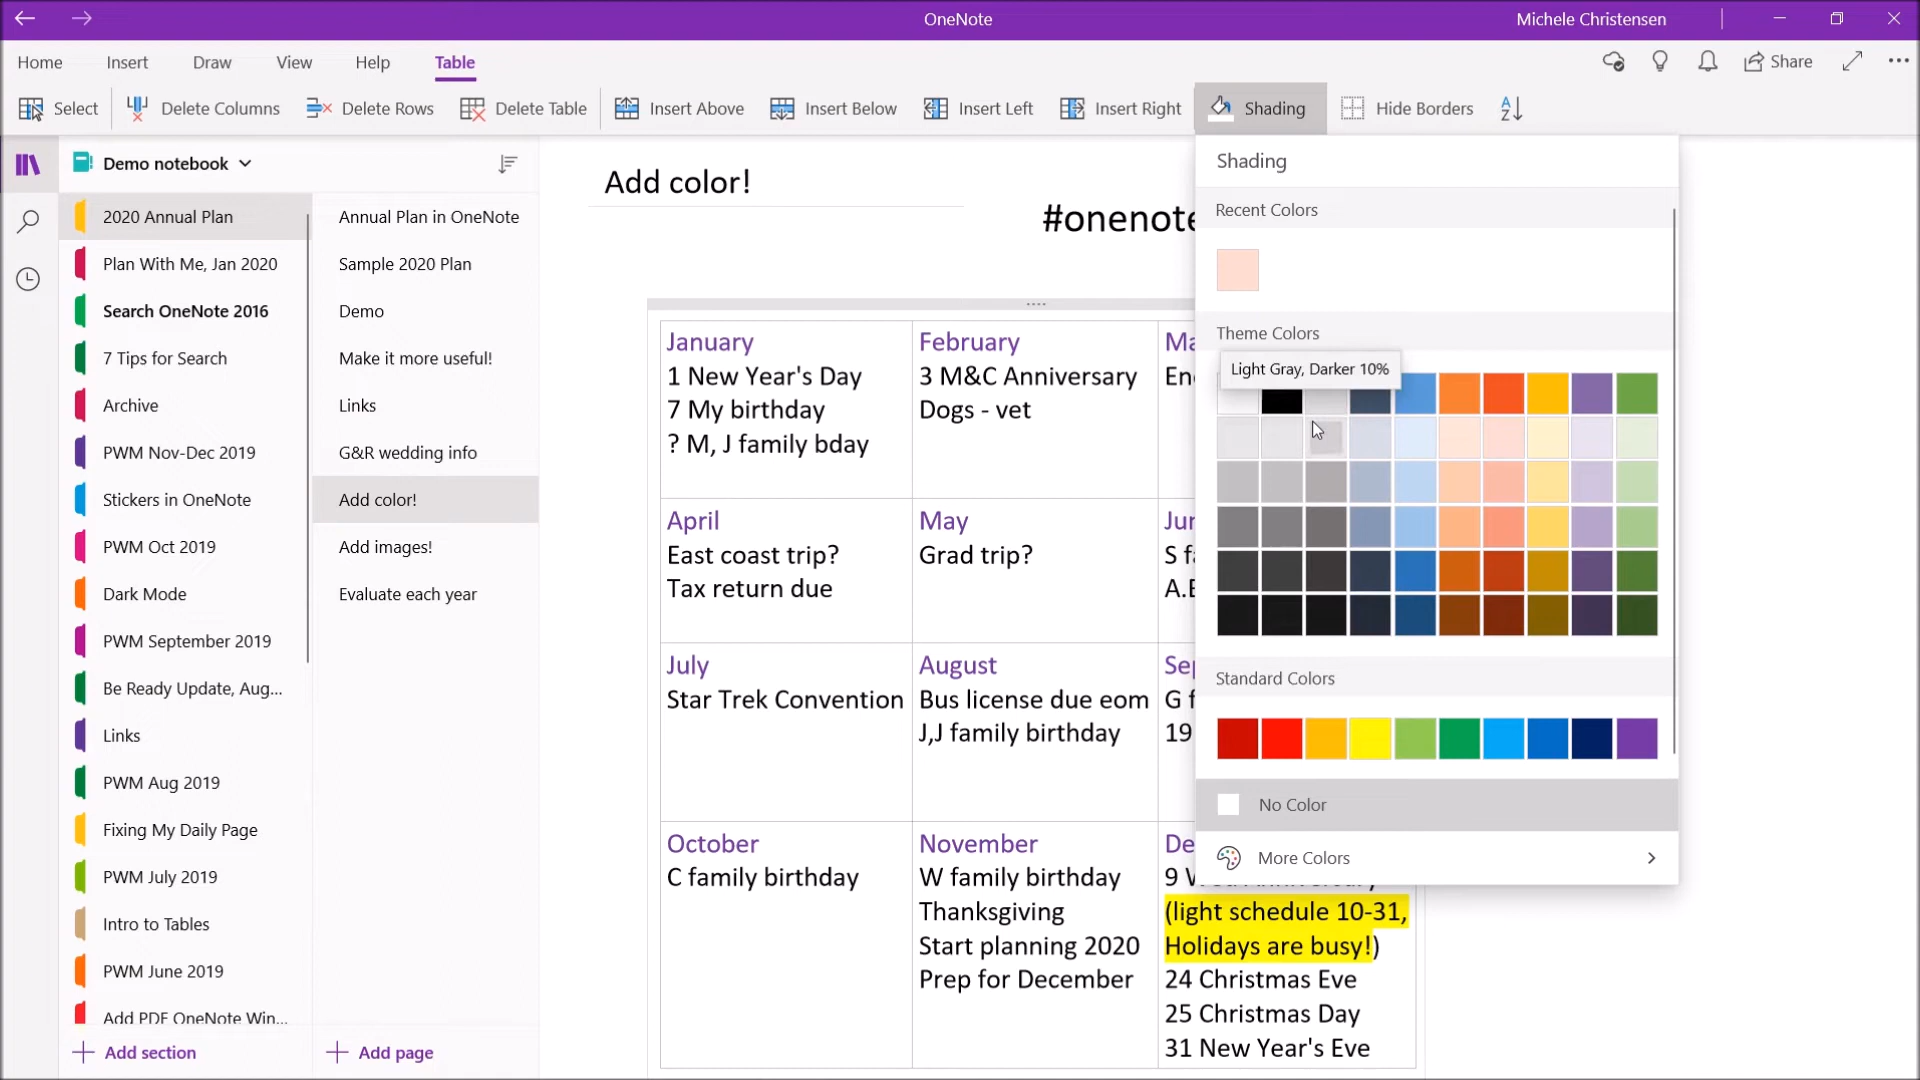 OneNote
Michele Christensen
Home
Insert
Draw
View
Help
Table
Share
Select
Delete Columns
Delete Rows
Delete Table
Insert Above
Insert Below
Insert Left
Insert Right
Shading
Hide Borders
A
Z
Demo notebook
2020 Annual Plan
Plan With Me, Jan 2020
Search OneNote 2016
7 Tips for Search
Archive
PWM Nov-Dec 2019
Stickers in OneNote
PWM Oct 2019
Dark Mode
PWM September 2019
Be Ready Update, Aug...
Links
PWM Aug 2019
Fixing My Daily Page
PWM July 2019
Intro to Tables
PWM June 2019
Add PDF OneNote Win...
Add section
Annual Plan in OneNote
Sample 2020 Plan
Demo
Make it more useful!
Links
G&R wedding info
Add color!
Add images!
Evaluate each year
Add page
Add color!
#onenote
January
1 New Year's Day
7 My birthday
? M, J family bday
February
3 M&C Anniversary
Dogs - vet
April
East coast trip?
Tax return due
May
Grad trip?
July
Star Trek Convention
August
Bus license due eom
J,J family birthday
G
19
October
C family birthday
November
W family birthday
Thanksgiving
Start planning 2020
Prep for December
9
(light schedule 10-31,
Holidays are busy!)
24 Christmas Eve
25 Christmas Day
31 New Year's Eve
Shading
Recent Colors
Theme Colors
Light Gray, Darker 10%
Standard Colors
No Color
More Colors